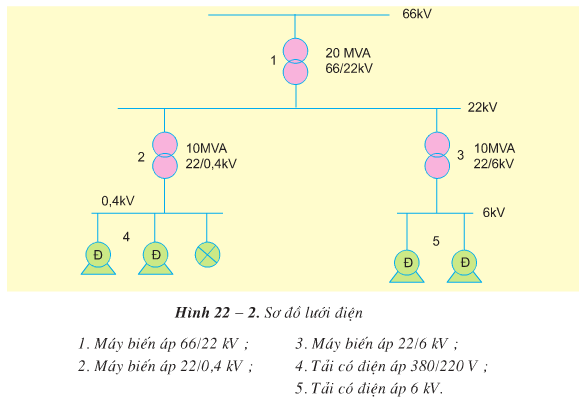 66kV
1
20 MVA
66/22kV
22kV
2
10MVA
22/0,4kV
3
10MVA
22/6kV
0,4kV
6kV
4
5
Đ
Đ
Đ
Đ
Hình 22 – 2. Sơ đồ lưới điện
1. Máy biến áp 66/22 kV ;
2. Máy biến áp 22/0,4 kV ;
3. Máy biến áp 22/6 kV ;
4. Tải có điện áp 380/220 V ;
5. Tải có điện áp 6 kV.